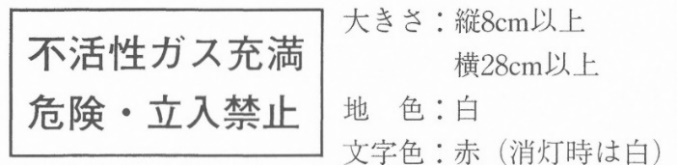 不活性ガス充満
危険・立入禁止
大きさ：縦8cm以上
横28cm以上
地　色：白
文字色：赤（消灯時は白）